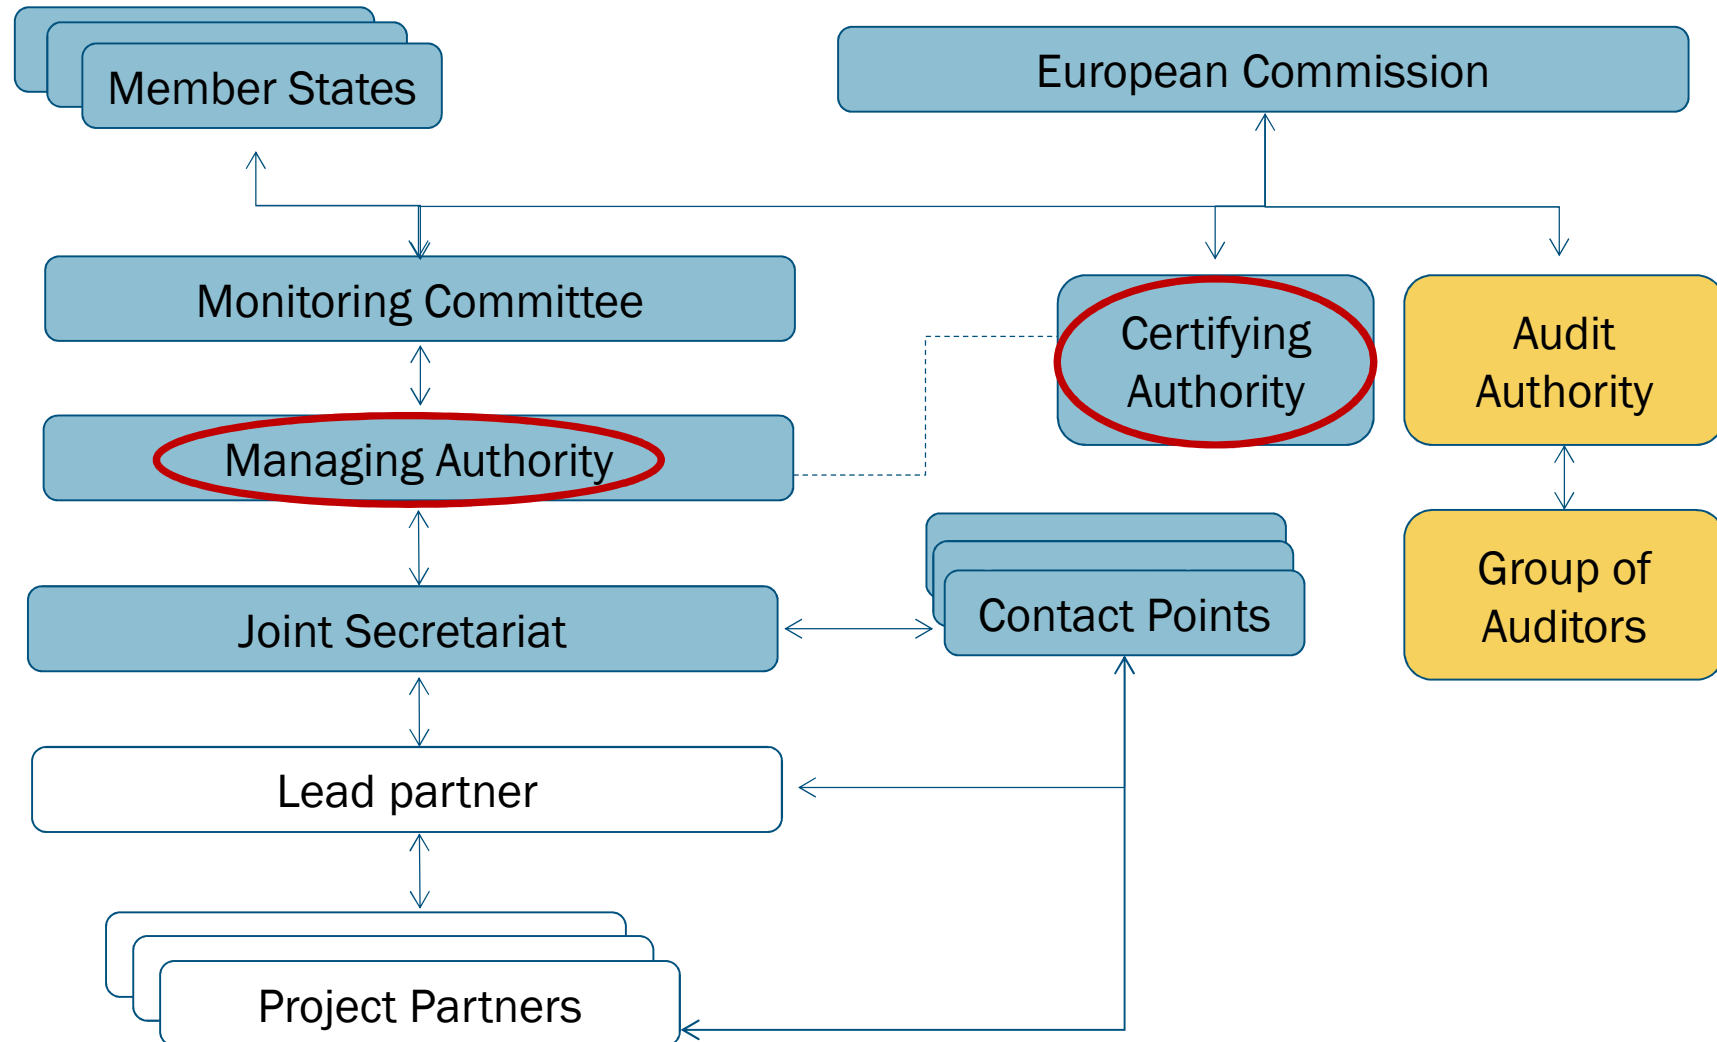 Member States
European Commission
Monitoring Committee
Certifying
Authority
Audit
Authority
Managing Authority
Joint Secretariat
Contact Points
Group of
Auditors
Lead partner
Project Partners